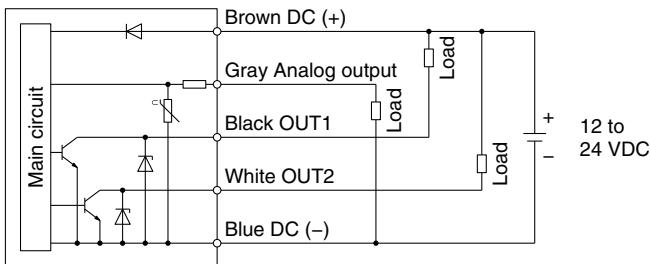 Brown DC (+)
Load
Gray Analog output
Load
Main circuit
Black OUT1
+
12 to
24 VDC
−
Load
White OUT2
Blue DC (−)